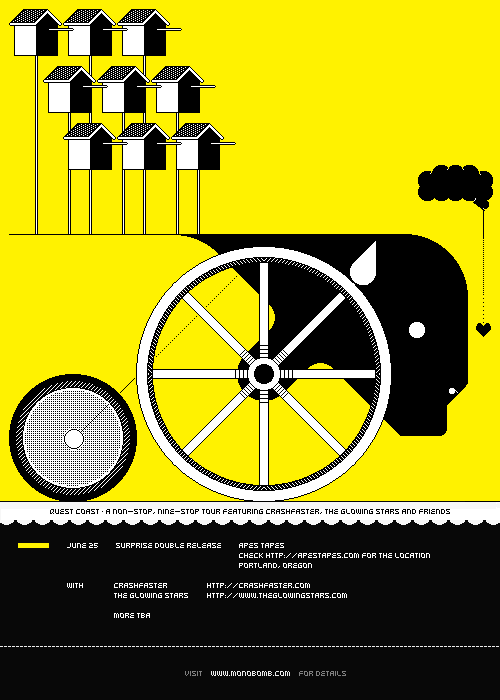 QUEST COAST · A NON-STOP, NINE-STOP TOUR FEATURING CRASHFASTER, THE GLOWING STARS AND FRIENDS
JUNE 25 SURPRISE DOUBLE RELEASE APES TAPES
CHECK HTTP://APESTAPES.COM FOR THE LOCATION
PORTLAND, OREGON
WITH CRASHFASTER HTTP://CRASHFASTER.COM
THE GLOWING STARS HTTP://WWW.THEGLOWINGSTARS.COM
MORE TBA
VISIT WWW.MONOBOMB.COM FOR DETAILS